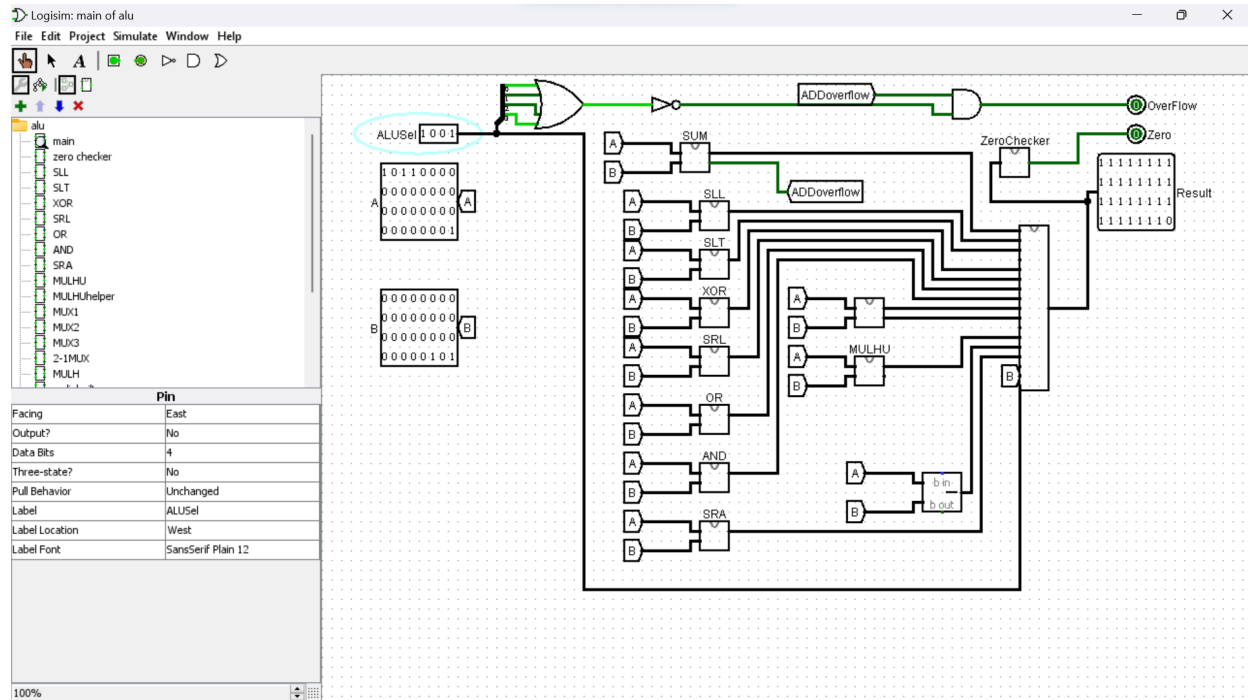 Logisim: main of alu
File Edit Project Simulate Window Help
A
alu
main
zero checker
SLL
SLT
XOR
SRL
OR
AND
SRA
MULHU
MULHUhelper
MUX1
MUX2
MUX3
2-1MUX
MULH
Pin
Facing East
Output? No
Data Bits 4
Three-state? No
Pull Behavior Unchanged
Label ALUSel
Label Location West
Label Font SansSerif Plain 12
100%
ALUSel 1 0 0 1
A
1 0 1 1 0 0 0 0
0 0 0 0 0 0 0 0
0 0 0 0 0 0 0 0
0 0 0 0 0 0 0 1
A
B
0 0 0 0 0 0 0 0
0 0 0 0 0 0 0 0
0 0 0 0 0 0 0 0
0 0 0 0 0 1 0 1
B
ADDoverflow
0 OverFlow
0 Zero
ZeroChecker
1 1 1 1 1 1 1 1
1 1 1 1 1 1 1 1
1 1 1 1 1 1 1 1
1 1 1 1 1 1 1 0
Result
SUM
A
B
ADDoverflow
SLL
A
B
SLT
A
B
XOR
A
B
SRL
A
B
OR
A
B
AND
A
B
SRA
A
B
A
B
MULHU
A
B
B
A
B
b in
b out